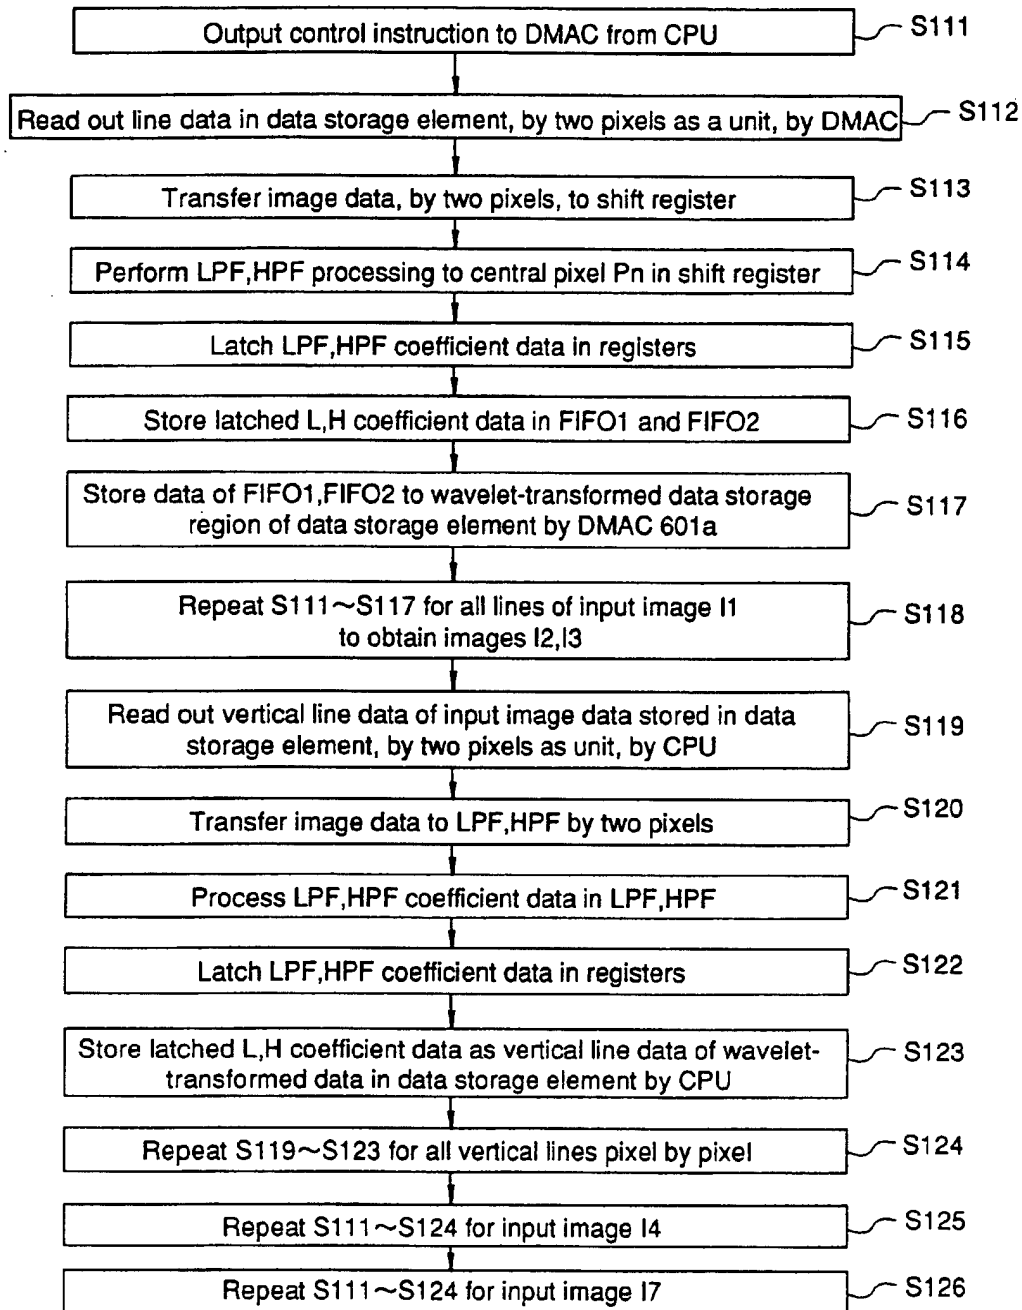 Output control instruction to DMAC from CPU
S111
Read out line data in data storage element, by two pixels as a unit, by DMAC
S112
Transfer image data, by two pixels, to shift register
S113
Perform LPF,HPF processing to central pixel Pn in shift register
S114
Latch LPF,HPF coefficient data in registers
S115
Store latched L,H coefficient data in FIFO1 and FIFO2
S116
Store data of FIFO1,FIFO2 to wavelet-transformed data storage
region of data storage element by DMAC 601a
S117
Repeat S111~S117 for all lines of input image I1
to obtain images I2,I3
S118
Read out vertical line data of input image data stored in data
storage element, by two pixels as unit, by CPU
S119
Transfer image data to LPF,HPF by two pixels
S120
Process LPF,HPF coefficient data in LPF,HPF
S121
Latch LPF,HPF coefficient data in registers
S122
Store latched L,H coefficient data as vertical line data of wavelet-
transformed data in data storage element by CPU
S123
Repeat S119~S123 for all vertical lines pixel by pixel
S124
Repeat S111~S124 for input image I4
S125
Repeat S111~S124 for input image I7
S126